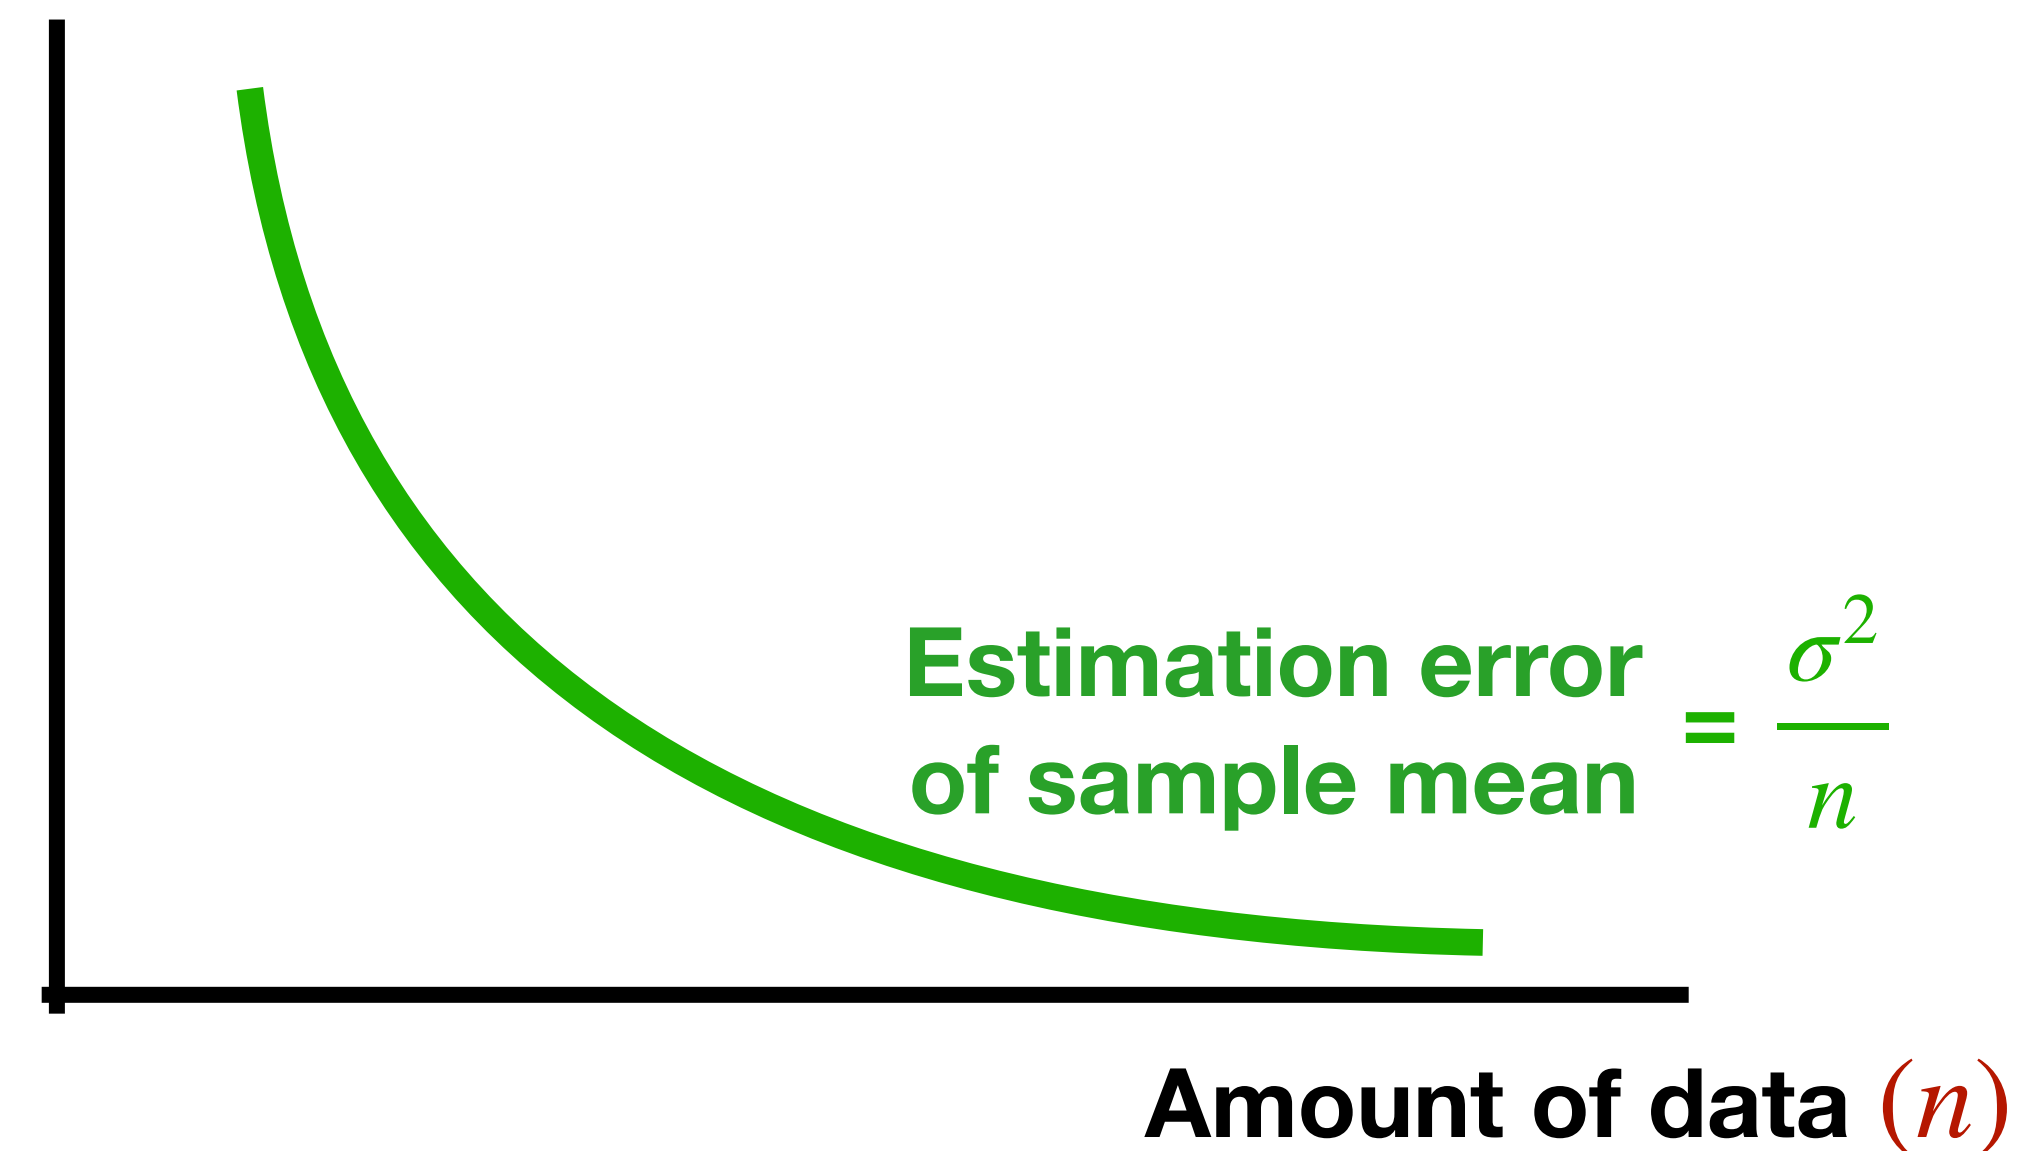 Estimation error
of sample mean
= σ²/n
Amount of data (n)